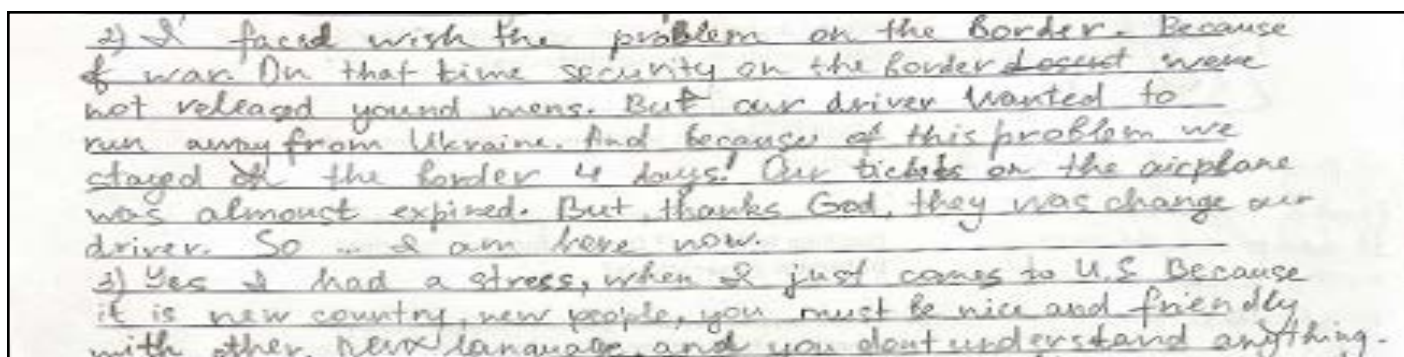 2) I faced wish the problem on the Border. Because
of war. On that time security on the Border were
not released yound mens. But our driver wanted to
run away from Ukraine. And because of this problem we
stayed on the border 4 days! Our tickets on the airplane
was almoust expired. But, thanks God, they was change our
driver. So ... I am here now.
3) Yes I had a stress, when I just comes to U.S Because
it is new country, new people, you must be nice and friendly
with other, new language, and you dont understand anything.